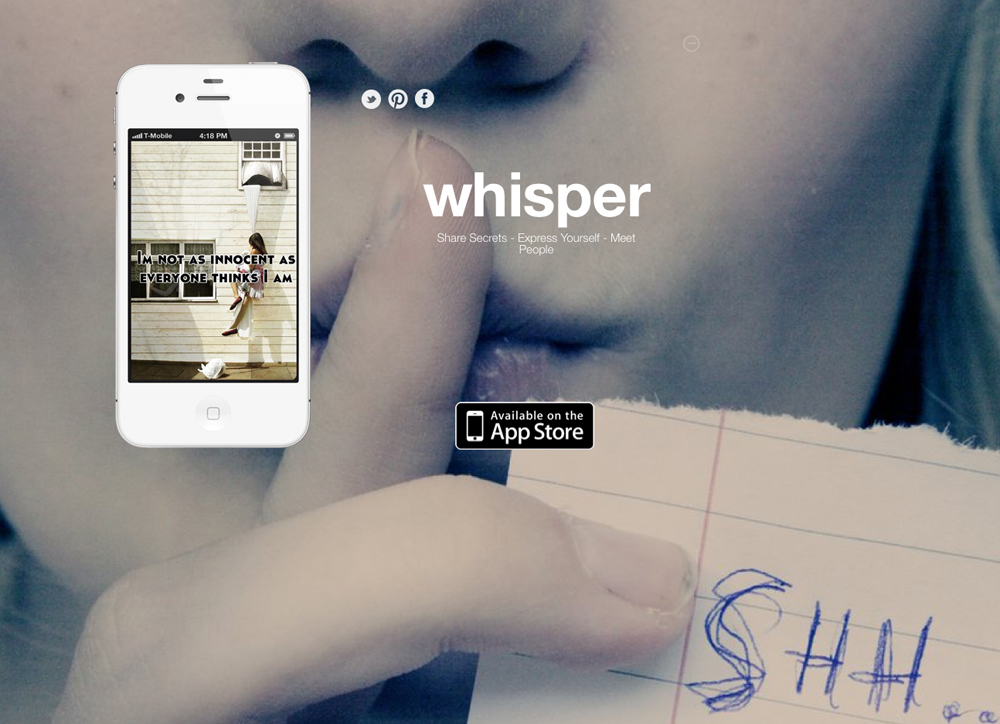 T-Mobile 4:18 PM
Im not as innocent as
everyone thinks I am
whisper
Share Secrets - Express Yourself - Meet
People
Available on the
App Store
SHH..